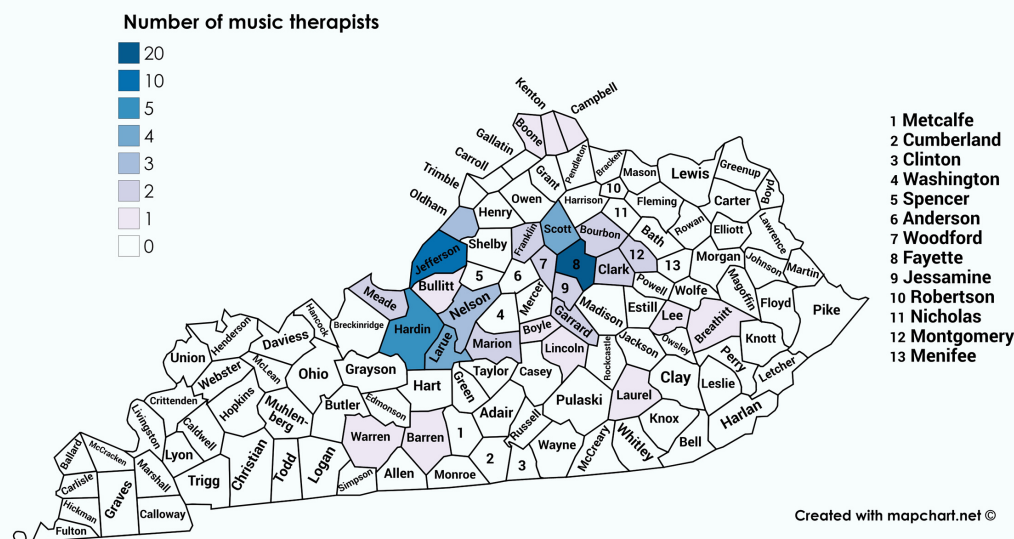 Number of music therapists
20
10
5
4
3
2
1
0
Kenton
Campbell
Boone
Gallatin
Carroll
Trimble
Oldham
Grant
Pendleton
Bracken
Mason
Lewis
Greenup
Boyd
Carter
Owen
Henry
Harrison
10
11
Fleming
Rowan
Elliott
Lawrence
Jefferson
Shelby
Franklin
Scott
Bourbon
Bath
12
13
Morgan
Johnson
Martin
Bullitt
5
6
7
8
9
Clark
Powell
Wolfe
Magoffin
Floyd
Pike
Meade
Hardin
Nelson
4
Mercer
Garrard
Madison
Estill
Lee
Breathitt
Knott
Hancock
Breckinridge
Larue
Marion
Boyle
Lincoln
Rockcastle
Jackson
Owsley
Perry
Letcher
Union
Henderson
Daviess
Webster
McLean
Ohio
Grayson
Hart
Green
Taylor
Casey
Pulaski
Laurel
Clay
Leslie
Harlan
Crittenden
Livingston
Hopkins
Muhlen-
berg
Butler
Edmonson
Warren
Barren
1
Adair
Russell
Wayne
McCreary
Whitley
Knox
Bell
Caldwell
Lyon
Christian
Todd
Logan
Simpson
Allen
Monroe
2
3
Ballard
McCracken
Carlisle
Hickman
Fulton
Graves
Marshall
Calloway
Trigg
1 Metcalfe
2 Cumberland
3 Clinton
4 Washington
5 Spencer
6 Anderson
7 Woodford
8 Fayette
9 Jessamine
10 Robertson
11 Nicholas
12 Montgomery
13 Menifee
Created with mapchart.net ©